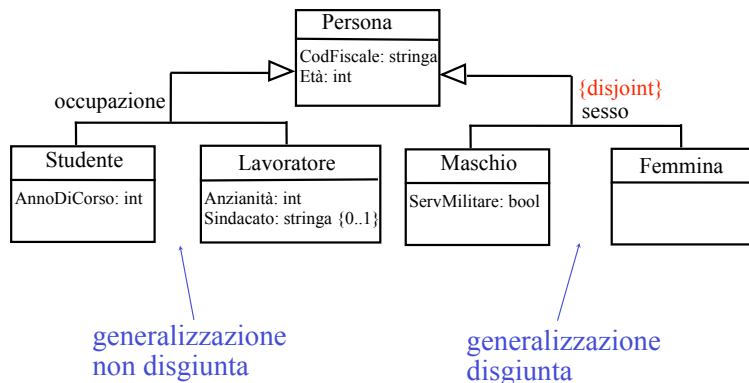 Persona
CodFiscale: stringa
Età: int
occupazione
{disjoint}
sesso
Studente
AnnoDiCorso: int
Lavoratore
Anzianità: int
Sindacato: stringa {0..1}
Maschio
ServMilitare: bool
Femmina
generalizzazione
non disgiunta
generalizzazione
disgiunta